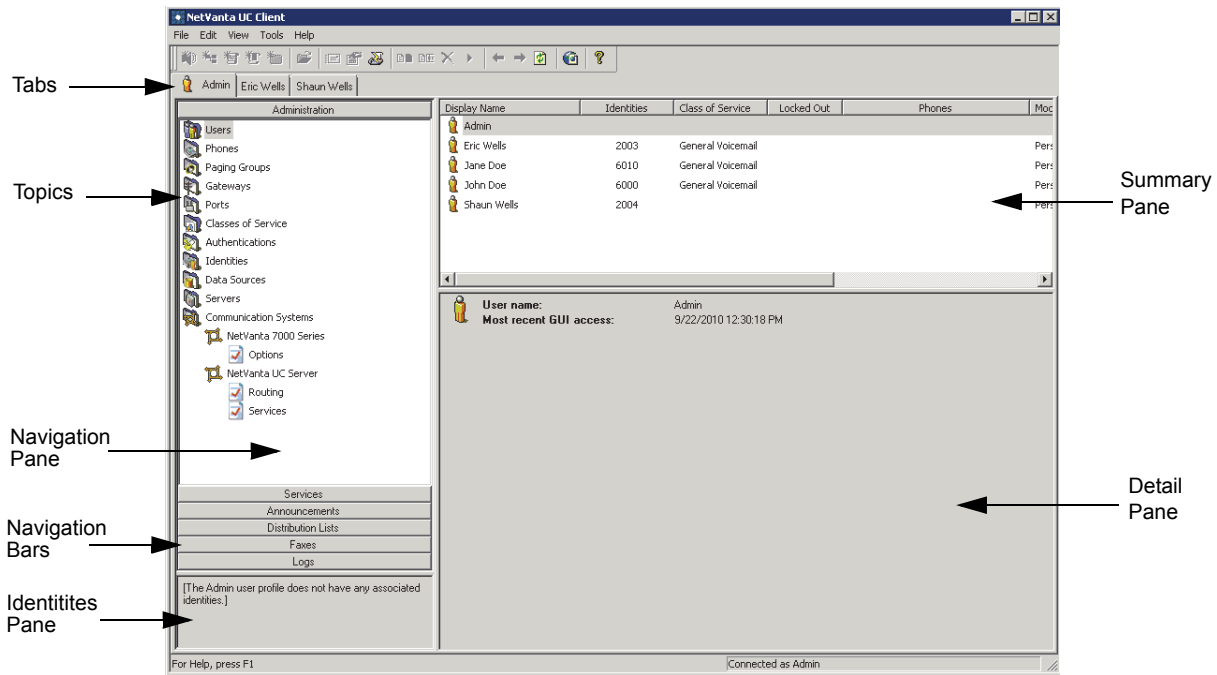 NetVanta UC Client
File Edit View Tools Help
Tabs
Admin Eric Wells Shaun Wells
Administration
Topics
Users
Phones
Paging Groups
Gateways
Ports
Classes of Service
Authentications
Identities
Data Sources
Servers
Communication Systems
NetVanta 7000 Series
Options
NetVanta UC Server
Routing
Services
Navigation
Pane
Services
Announcements
Distribution Lists
Faxes
Logs
Navigation
Bars
[The Admin user profile does not have any associated
identities.]
Identitites
Pane
Display Name Identities Class of Service Locked Out Phones Moc
Admin
Eric Wells 2003 General Voicemail Pers
Jane Doe 6010 General Voicemail Pers
John Doe 6000 General Voicemail Pers
Shaun Wells 2004 Pers
Summary
Pane
User name: Admin
Most recent GUI access: 9/22/2010 12:30:18 PM
Detail
Pane
For Help, press F1 Connected as Admin